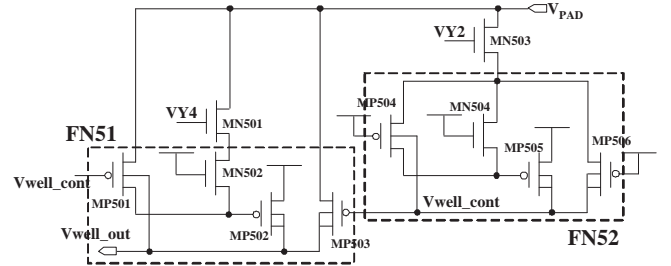 V_PAD
VY2
MN503
MP504
MN504
MP506
VY4
MN501
FN51
MP505
MN502
Vwell_cont
MP501
Vwell_cont
MP502
MP503
Vwell_out
FN52